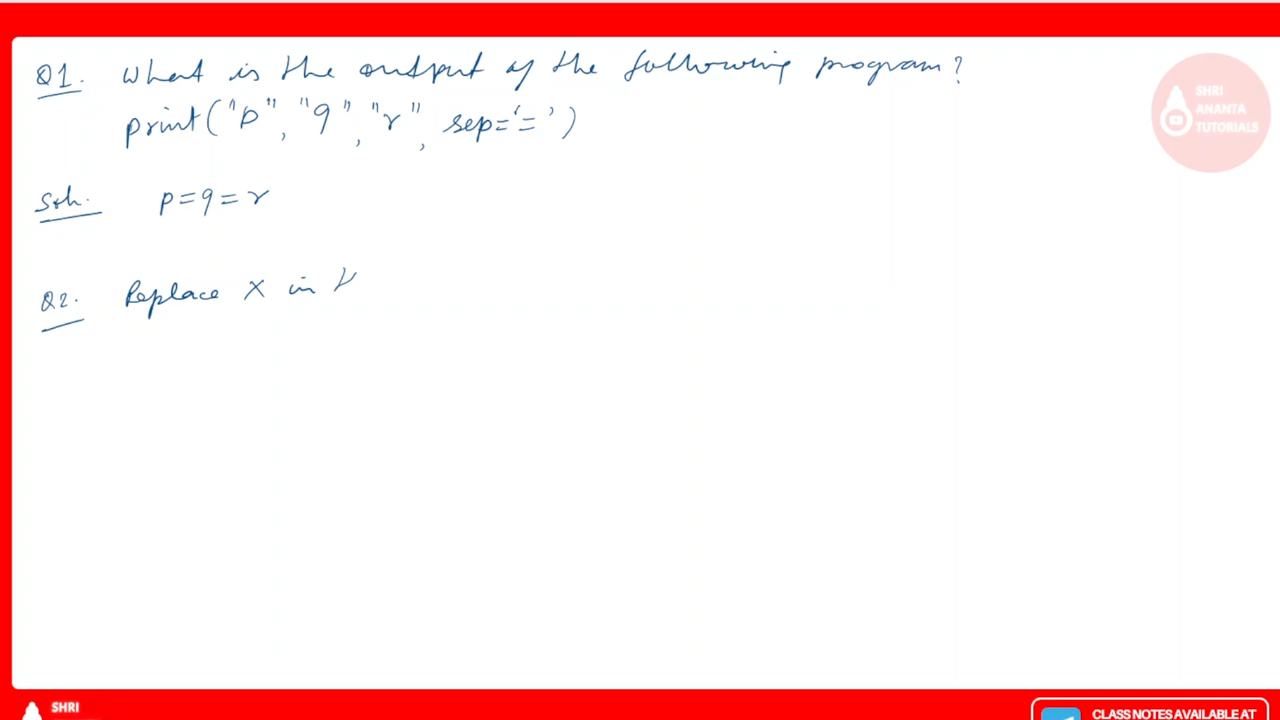 Q1. What is the output of the following program?
print("p", "q", "r", sep='=')
Soln. p=q=r
Q2. Replace X in
SHRI
ANANTA
TUTORIALS
SHRI
CLASS NOTES AVAILABLE AT